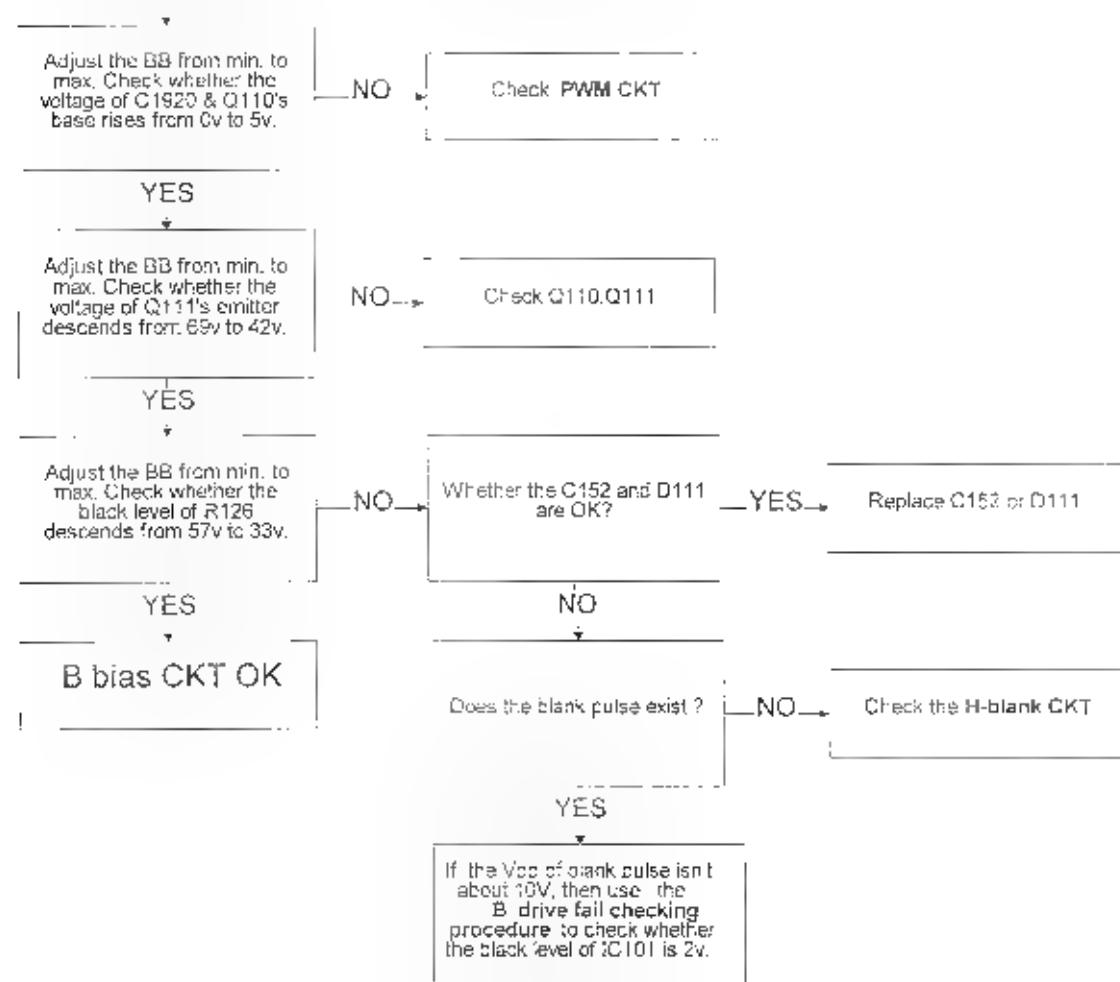 Adjust the BB from min. to
max. Check whether the
voltage of C1920 & Q110's
base rises from 0v to 5v.
NO
Check PWM CKT
YES
Adjust the BB from min. to
max. Check whether the
voltage of Q111's emitter
descends from 69v to 42v.
NO
Check Q110,Q111
YES
Adjust the BB from min. to
max. Check whether the
black level of R126
descends from 57v to 33v.
NO
Whether the C152 and D111
are OK?
YES
Replace C152 or D111
YES
NO
B bias CKT OK
Does the blank pulse exist ?
NO
Check the H-blank CKT
YES
If the Vpp of blank pulse isn't
about 10V, then use the
B drive fail checking
procedure to check whether
the black level of IC101 is 2v.